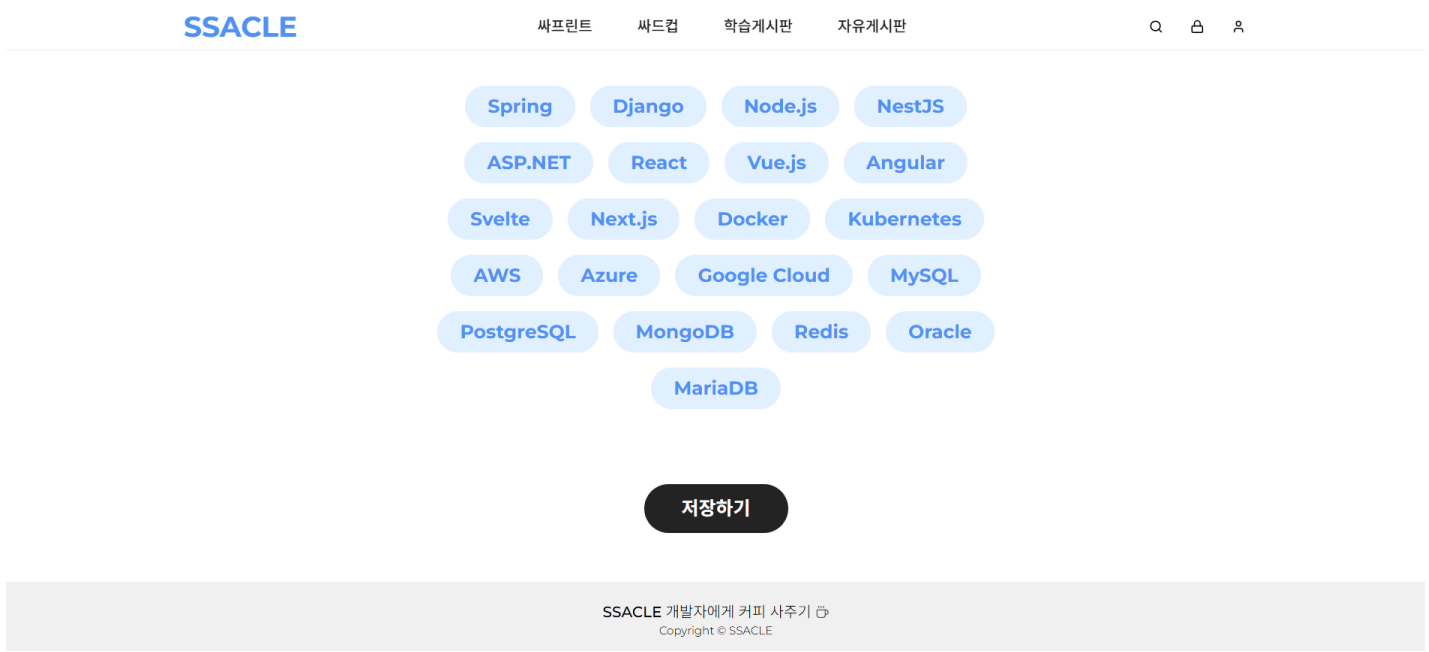 SSACLE 싸프린트 싸드컵 학습게시판 자유게시판
Spring Django Node.js NestJS
ASP.NET React Vue.js Angular
Svelte Next.js Docker Kubernetes
AWS Azure Google Cloud MySQL
PostgreSQL MongoDB Redis Oracle
MariaDB
저장하기
SSACLE 개발자에게 커피 사주기
Copyright © SSACLE